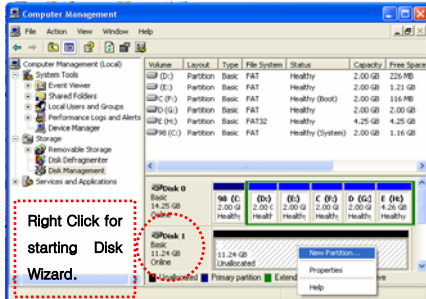 Computer Management
File Action View Window Help
Computer Management (Local)
System Tools
Event Viewer
Shared Folders
Local Users and Groups
Performance Logs and Alerts
Device Manager
Storage
Removable Storage
Disk Defragmenter
Disk Management
Services and Applications
Volume Layout Type File System Status Capacity Free Space
(D:) Partition Basic FAT Healthy 2.00 GB 226 MB
(E:) Partition Basic FAT Healthy 2.00 GB 1.21 GB
C (F:) Partition Basic FAT Healthy (Boot) 2.00 GB 116 MB
D (G:) Partition Basic FAT Healthy 2.00 GB 2.00 GB
E (H:) Partition Basic FAT32 Healthy 4.25 GB 4.25 GB
98 (C:) Partition Basic FAT Healthy (System) 2.00 GB 1.16 GB
Disk 0
Basic
14.25 GB
Online
98 (C:
2.00 G
Healthy
(D:)
2.00 G
Health
(E:)
2.00 G
Health
C (F:)
2.00 G
Health
D (G:)
2.00 G
Health
E (H:)
4.26 GB
Healthy
Disk 1
Basic
11.24 GB
Online
11.24 GB
Unallocated
New Partition...
Properties
Help
Unallocated Primary partition Extend
Right Click for
starting Disk
Wizard.